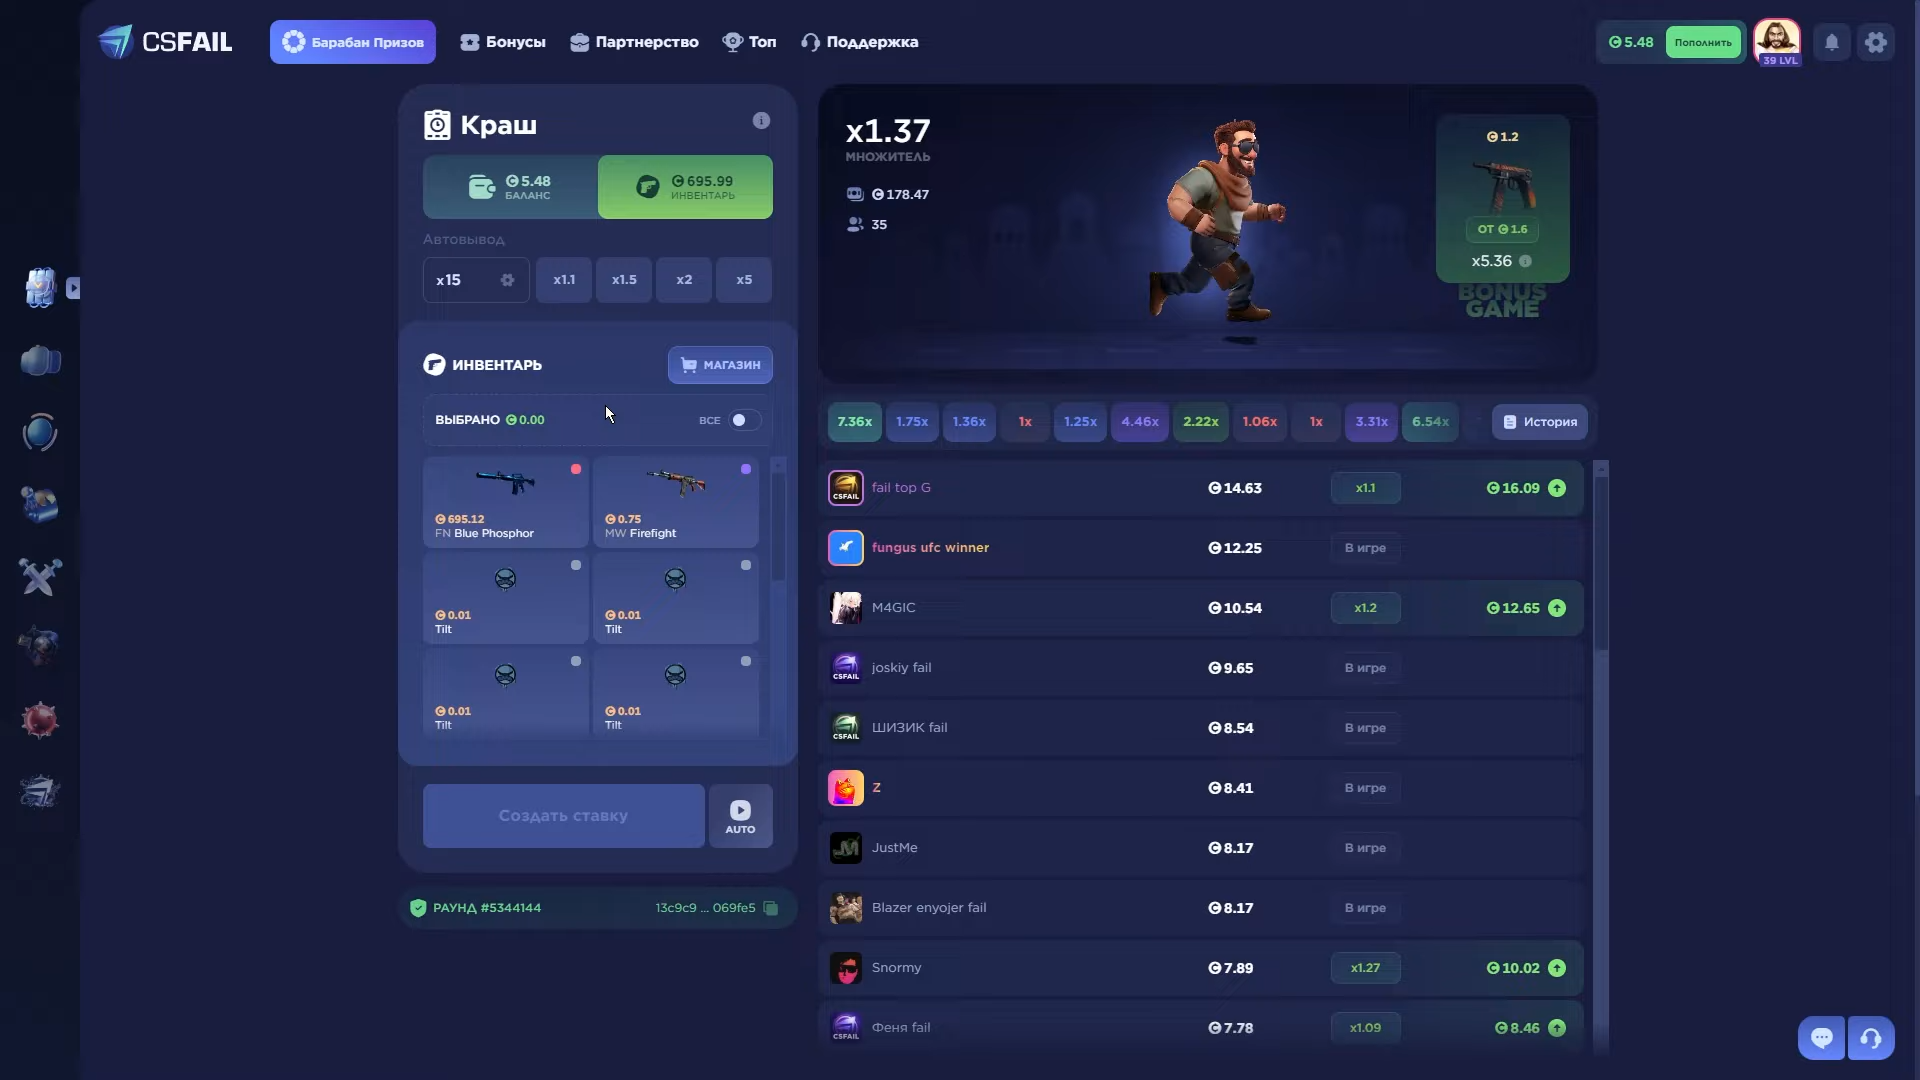 CSFAIL
Барабан Призов
Бонусы
Партнерство
Топ
Поддержка
5.48
Пополнить
39 LVL
Краш
5.48
БАЛАНС
695.99
ИНВЕНТАРЬ
Автовывод
x15
x1.1
x1.5
x2
x5
ИНВЕНТАРЬ
МАГАЗИН
ВЫБРАНО 0.00
ВСЕ
695.12
FN Blue Phosphor
0.75
MW Firefight
0.01
Tilt
0.01
Tilt
0.01
Tilt
0.01
Tilt
Создать ставку
AUTO
РАУНД #5344144
13c9c9 ... 069fe5
x1.37
МНОЖИТЕЛЬ
178.47
35
1.2
ОТ 1.6
x5.36
BONUS
GAME
7.36x
1.75x
1.36x
1x
1.25x
4.46x
2.22x
1.06x
1x
3.31x
6.54x
История
fail top G 14.63 x1.1 16.09
fungus ufc winner 12.25 В игре
M4GIC 10.54 x1.2 12.65
joskiy fail 9.65 В игре
ШИЗИК fail 8.54 В игре
Z 8.41 В игре
JustMe 8.17 В игре
Blazer enyojer fail 8.17 В игре
Snormy 7.89 x1.27 10.02
Феня fail 7.78 x1.09 8.46